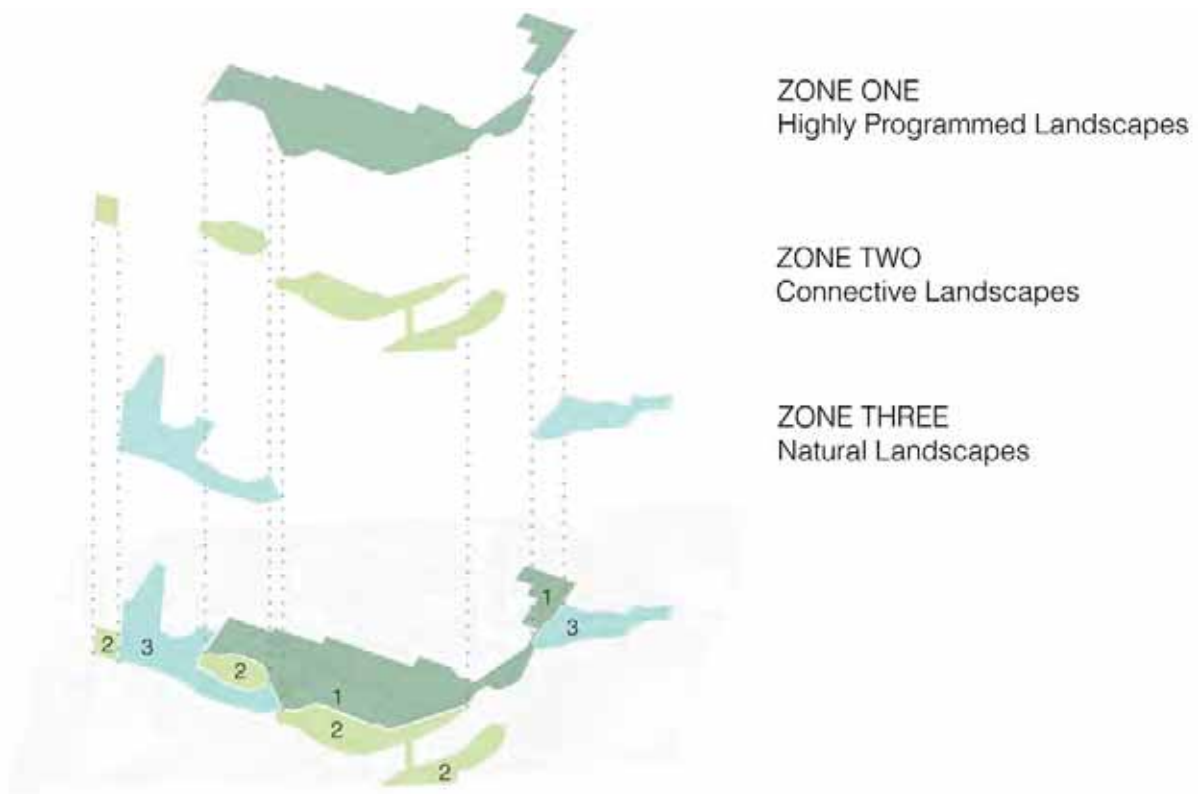 ZONE ONE
Highly Programmed Landscapes
ZONE TWO
Connective Landscapes
ZONE THREE
Natural Landscapes
1
3
2
3
2
1
2
2